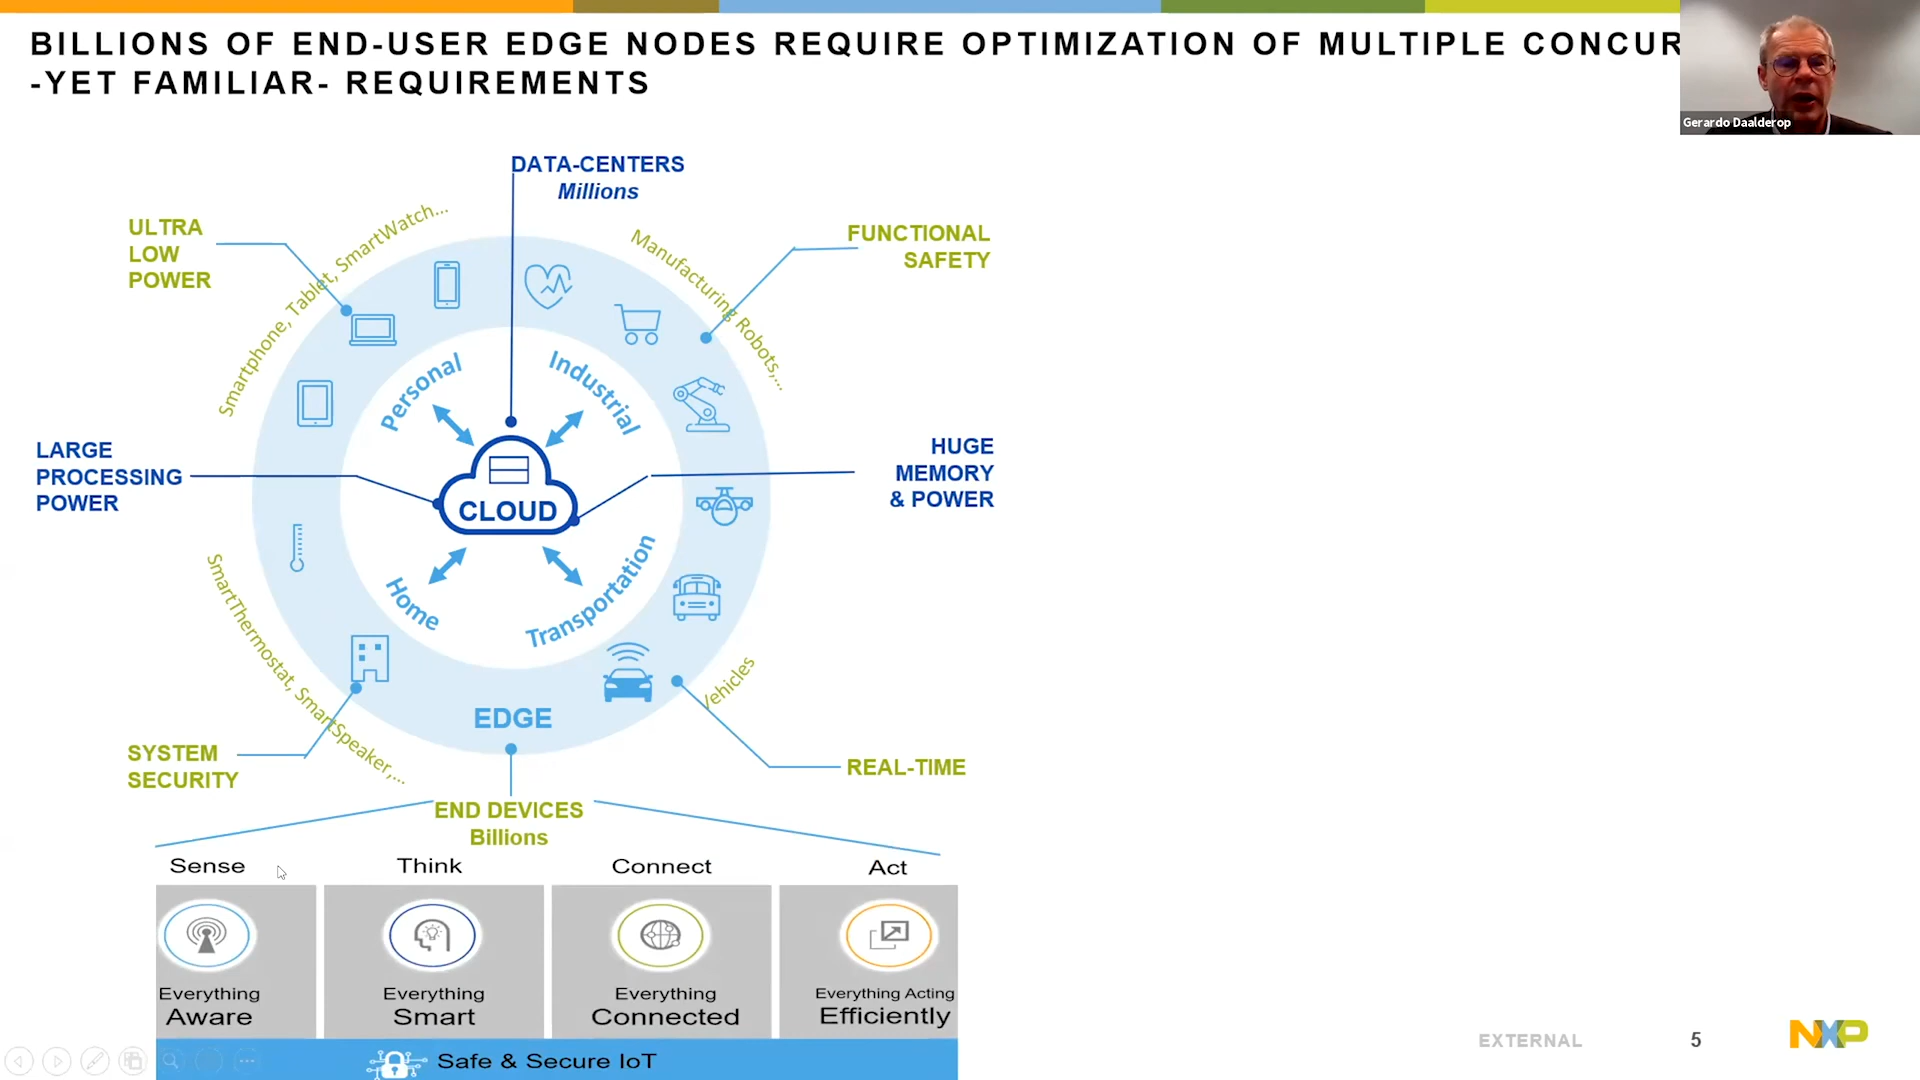 BILLIONS OF END-USER EDGE NODES REQUIRE OPTIMIZATION OF MULTIPLE CONCUR
-YET FAMILIAR- REQUIREMENTS
Gerardo Daalderop
DATA-CENTERS
Millions
ULTRA
LOW
POWER
Smartphone, Tablet, SmartWatch...
Manufacturing Robots,...
FUNCTIONAL
SAFETY
Personal
Industrial
LARGE
PROCESSING
POWER
CLOUD
HUGE
MEMORY
& POWER
Home
Transportation
SmartThermostat, SmartSpeaker,...
Vehicles
EDGE
SYSTEM
SECURITY
REAL-TIME
END DEVICES
Billions
Sense
Think
Connect
Act
Everything
Aware
Everything
Smart
Everything
Connected
Everything Acting
Efficiently
Safe & Secure IoT
EXTERNAL
5
NXP